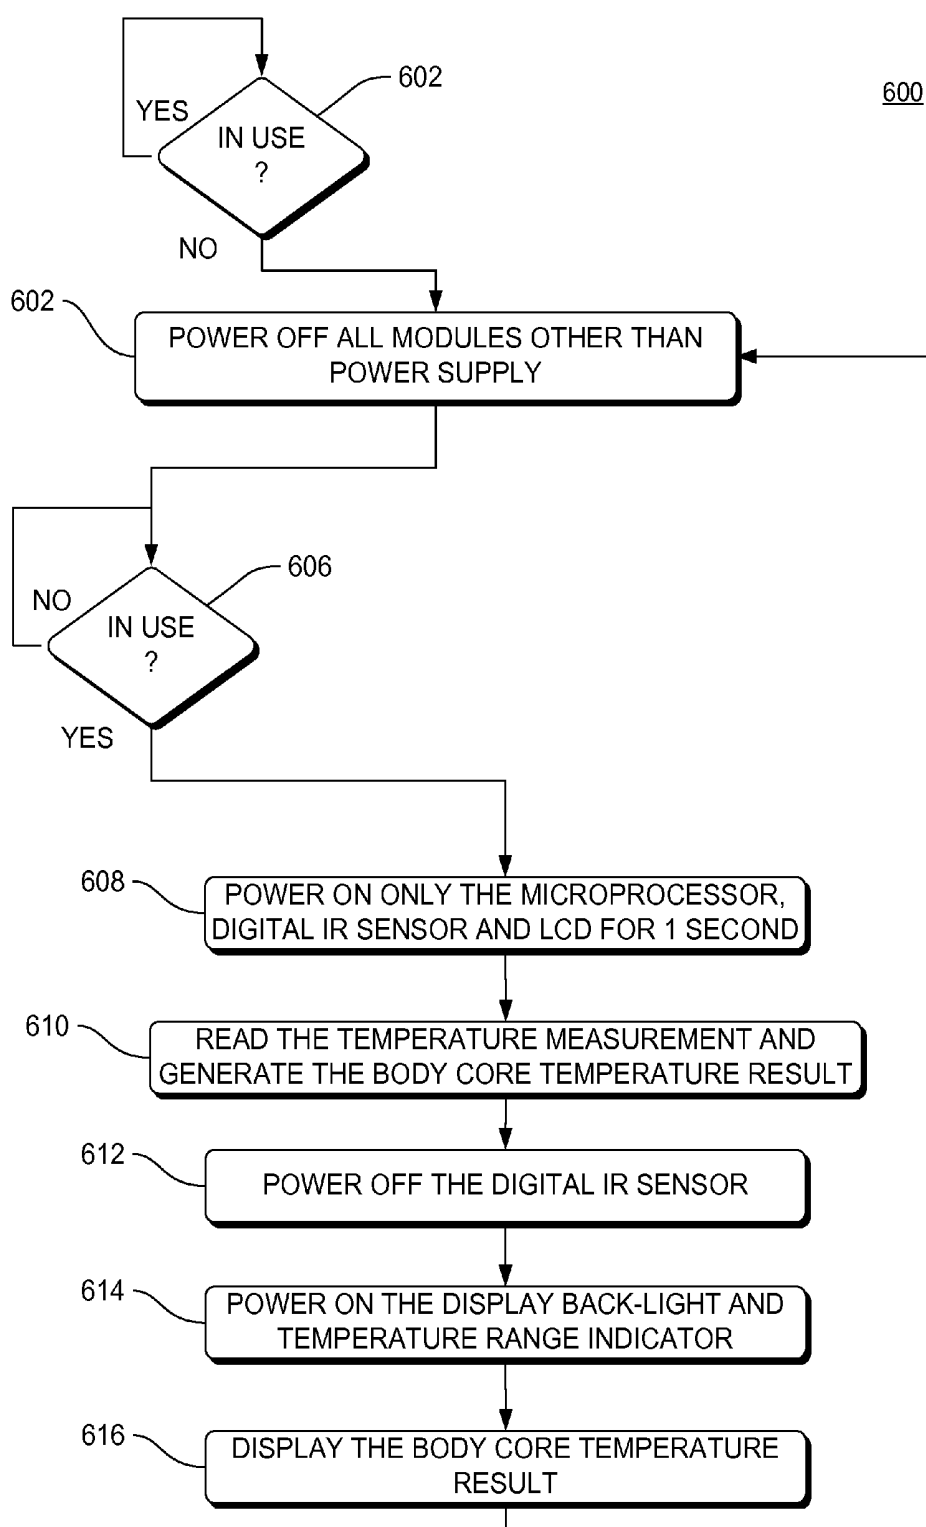 602
600
YES
IN USE
?
NO
602
POWER OFF ALL MODULES OTHER THAN
POWER SUPPLY
606
NO
IN USE
?
YES
608
POWER ON ONLY THE MICROPROCESSOR,
DIGITAL IR SENSOR AND LCD FOR 1 SECOND
610
READ THE TEMPERATURE MEASUREMENT AND
GENERATE THE BODY CORE TEMPERATURE RESULT
612
POWER OFF THE DIGITAL IR SENSOR
614
POWER ON THE DISPLAY BACK-LIGHT AND
TEMPERATURE RANGE INDICATOR
616
DISPLAY THE BODY CORE TEMPERATURE
RESULT